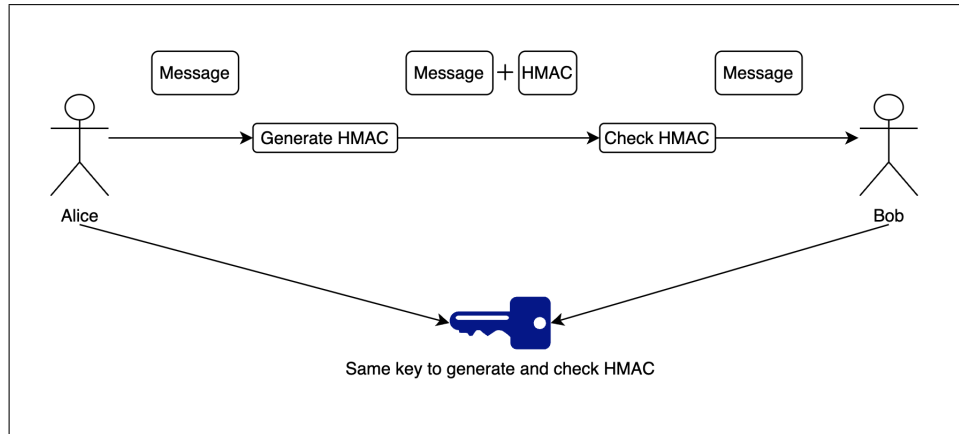 Message
Message + HMAC
Message
Generate HMAC
Check HMAC
Alice
Bob
Same key to generate and check HMAC